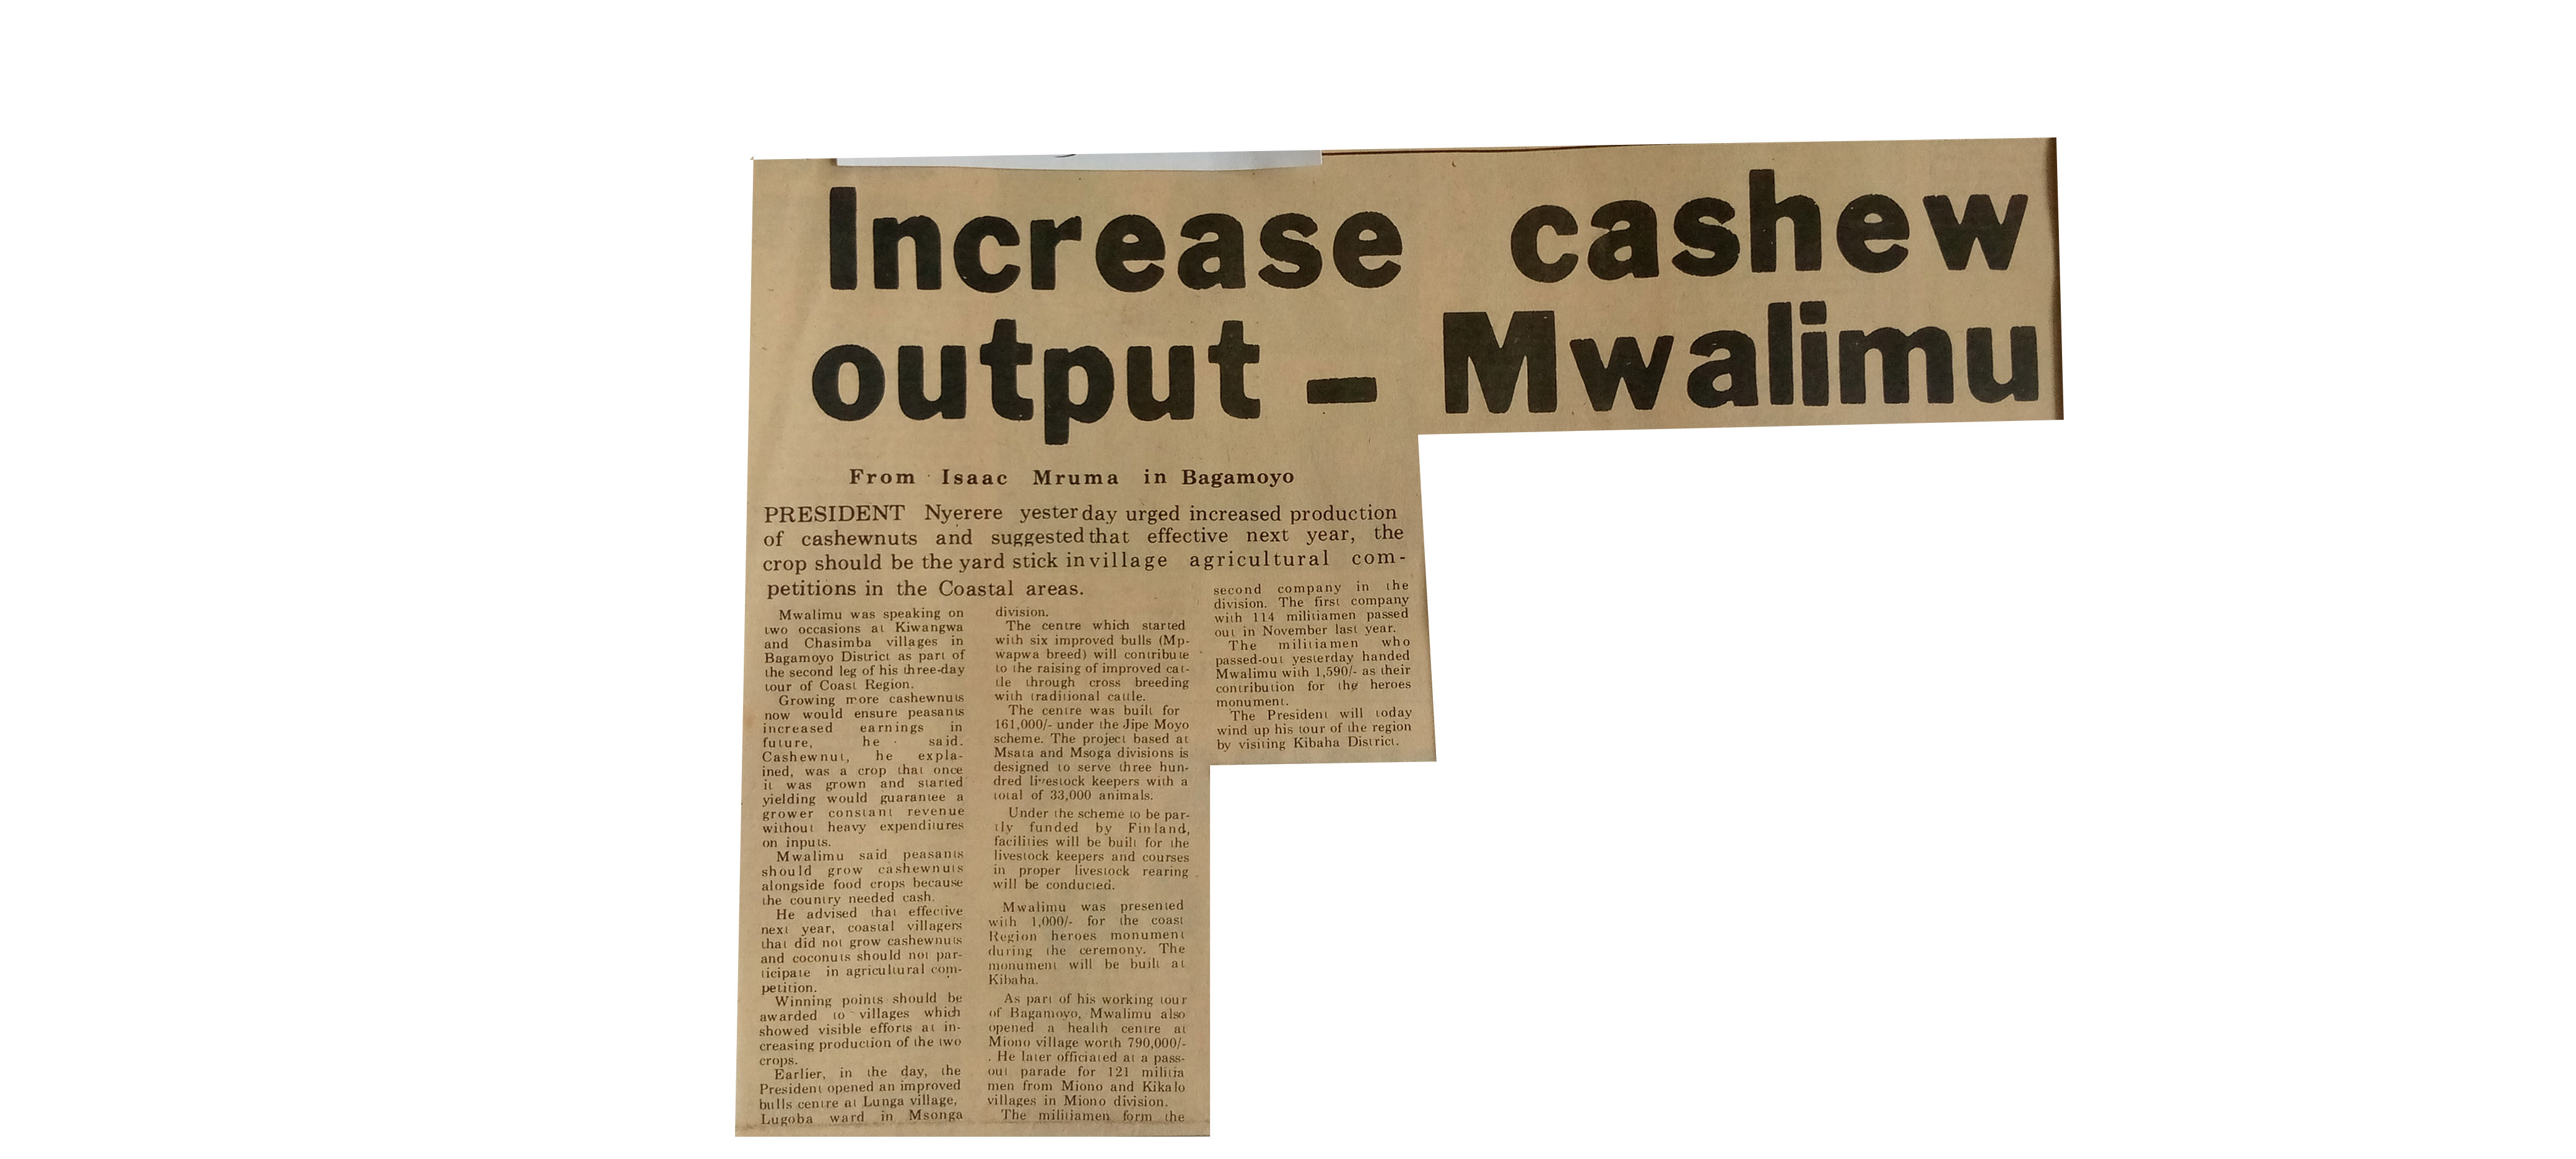 Increase cashew
output – Mwalimu
From Isaac Mruma in Bagamoyo
PRESIDENT Nyerere yesterday urged increased production
of cashewnuts and suggested that effective next year, the
crop should be the yard stick in village agricultural com-
petitions in the Coastal areas.
Mwalimu was speaking on
two occasions at Kiwangwa
and Chasimba villages in
Bagamoyo District as part of
the second leg of his three-day
tour of Coast Region.
Growing more cashewnuts
now would ensure peasants
increased earnings in
future, he said.
Cashewnut, he expla-
ined, was a crop that once
it was grown and started
yielding would guarantee a
grower constant revenue
without heavy expenditures
on inputs.
Mwalimu said peasants
should grow cashewnuts
alongside food crops because
the country needed cash.
He advised that effective
next year, coastal villagers
that did not grow cashewnuts
and coconuts should not par-
ticipate in agricultural com-
petition.
Winning points should be
awarded to villages which
showed visible efforts at in-
creasing production of the two
crops.
Earlier, in the day, the
President opened an improved
bulls centre at Lunga village,
Lugoba ward in Msonga
division.
The centre which started
with six improved bulls (Mp-
wapwa breed) will contribute
to the raising of improved cat-
tle through cross breeding
with traditional cattle.
The centre was built for
161,000/- under the Jipe Moyo
scheme. The project based at
Msata and Msoga divisions is
designed to serve three hun-
dred livestock keepers with a
total of 33,000 animals.
Under the scheme to be par-
tly funded by Finland,
facilities will be built for the
livestock keepers and courses
in proper livestock rearing
will be conducted.
Mwalimu was presented
with 1,000/- for the coast
Region heroes monument
during the ceremony. The
monument will be built at
Kibaha.
As part of his working tour
of Bagamoyo, Mwalimu also
opened a health centre at
Miono village worth 790,000/-
. He later officiated at a pass-
out parade for 121 militia
men from Miono and Kikalo
villages in Miono division.
The militiamen form the
second company in the
division. The first company
with 114 militiamen passed
out in November last year.
The militiamen who
passed-out yesterday handed
Mwalimu with 1,590/- as their
contribution for the heroes
monument.
The President will today
wind up his tour of the region
by visiting Kibaha District.